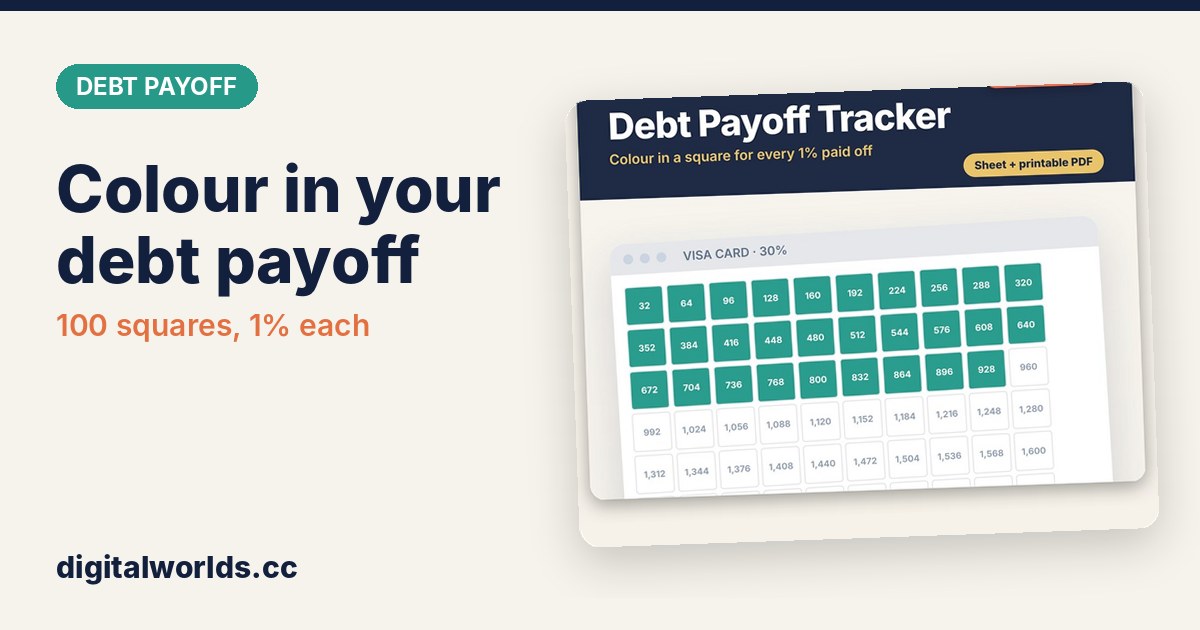 DEBT PAYOFF
Colour in your
debt payoff
100 squares, 1% each
digitalworlds.cc
Debt Payoff Tracker
Colour in a square for every 1% paid off
Sheet + printable PDF
VISA CARD · 30%
32 64 96 128 160 192 224 256 288 320
352 384 416 448 480 512 544 576 608 640
672 704 736 768 800 832 864 896 928 960
992 1,024 1,056 1,088 1,120 1,152 1,184 1,216 1,248 1,280
1,312 1,344 1,376 1,408 1,440 1,472 1,504 1,536 1,568 1,600